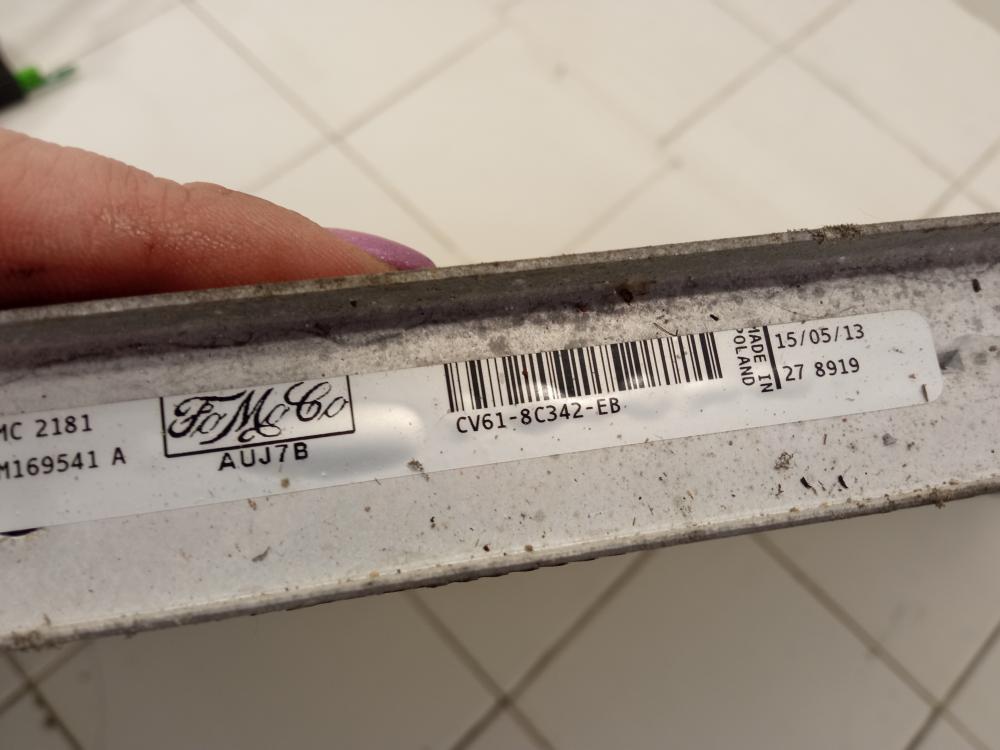 MC 2181
M169541 A
FoMoCo
AUJ7B
CV61-8C342-EB
MADE IN
POLAND
15/05/13
27 8919